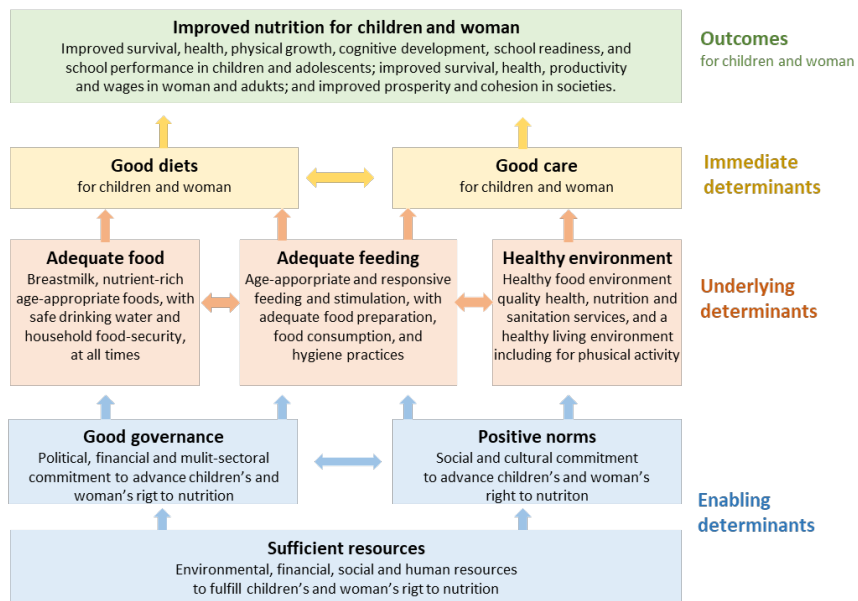 Improved nutrition for children and woman
Improved survival, health, physical growth, cognitive development, school readiness, and
school performance in children and adolescents; improved survival, health, productivity
and wages in woman and adukts; and improved prosperity and cohesion in societies.
Outcomes
for children and woman
Good diets
for children and woman
Good care
for children and woman
Immediate
determinants
Adequate food
Breastmilk, nutrient-rich
age-appropriate foods, with
safe drinking water and
household food-security,
at all times
Adequate feeding
Age-apporpriate and responsive
feeding and stimulation, with
adequate food preparation,
food consumption, and
hygiene practices
Healthy environment
Healthy food environment
quality health, nutrition and
sanitation services, and a
healthy living environment
including for phusical activity
Underlying
determinants
Good governance
Political, financial and mulit-sectoral
commitment to advance children's and
woman's rigt to nutrition
Positive norms
Social and cultural commitment
to advance children's and woman's
right to nutriton
Enabling
determinants
Sufficient resources
Environmental, financial, social and human resources
to fulfill children's and woman's rigt to nutrition